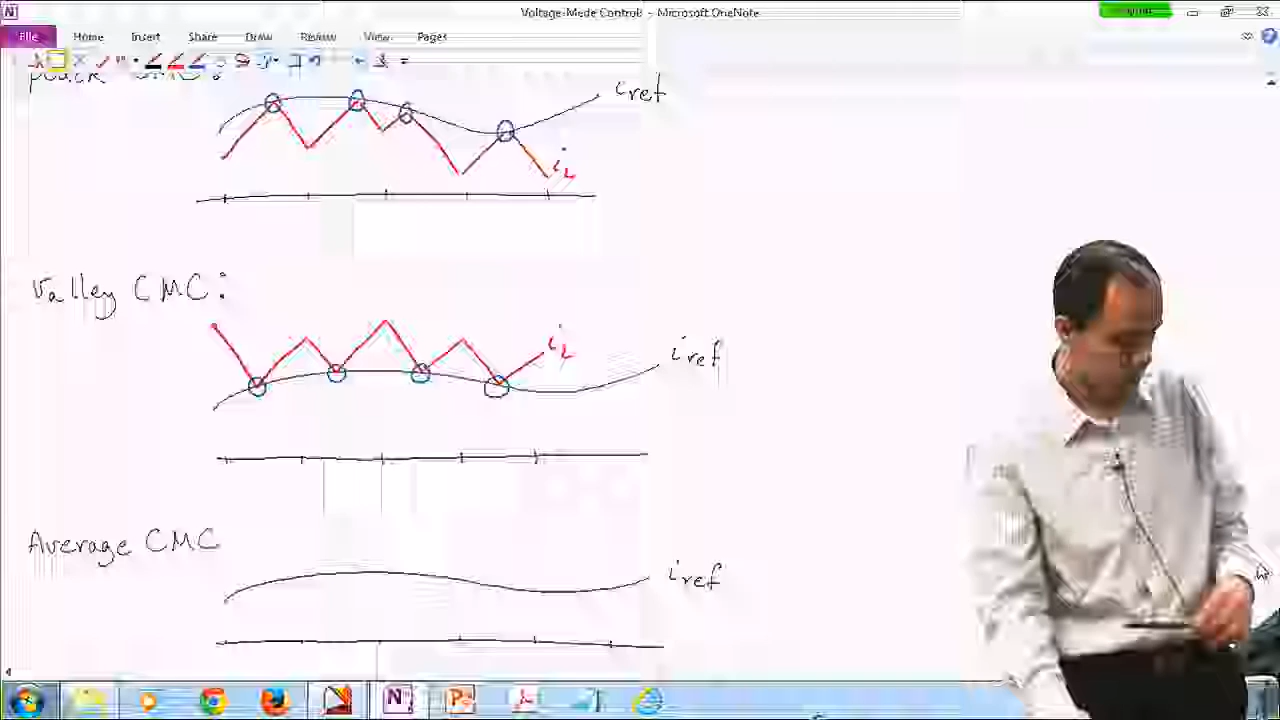 Voltage-Mode Control - Microsoft OneNote
File Home Insert Share Draw Review View Pages
iref
iL
Valley CMC:
iL
iref
Average CMC
iref